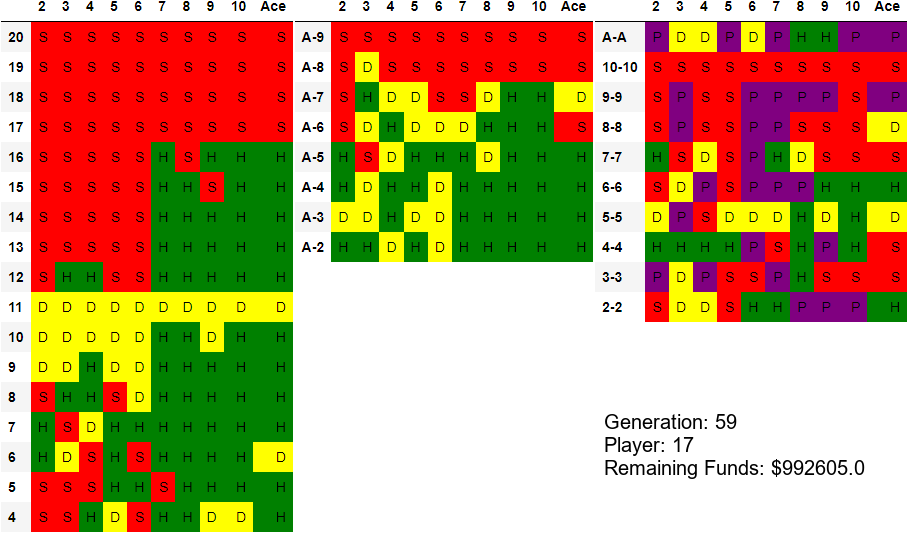 2 3 4 5 6 7 8 9 10 Ace
20 S S S S S S S S S S
19 S S S S S S S S S S
18 S S S S S S S S S S
17 S S S S S S S S S S
16 S S S S S H S H H H
15 S S S S S H H S H H
14 S S S S S H H H H H
13 S S S S S H H H H H
12 S H H S S H H H H H
11 D D D D D D D D D D
10 D D D D D H H D H H
9 D D H D D H H H H H
8 S H H S D H H H H H
7 H S D H H H H H H H
6 H D S H S H H H H D
5 S S S H H S H H H H
4 S S H D S H H D D H
2 3 4 5 6 7 8 9 10 Ace
A-9 S S S S S S S S S S
A-8 S D S S S S S S S S
A-7 S H D D S S D H H D
A-6 S D H D D D H H H S
A-5 H S D H H H D H H H
A-4 H D H H D H H H H H
A-3 D D H D D H H H H H
A-2 H H D H D H H H H H
2 3 4 5 6 7 8 9 10 Ace
A-A P D D P D P H H P P
10-10 S S S S S S S S S S
9-9 S P S S P P P P S P
8-8 S P S S P P S S S D
7-7 H S D S P H D S S S
6-6 S D P S P P P H H H
5-5 D P S D D D H D H D
4-4 H H H H P S H P H S
3-3 P D P S S P H S S S
2-2 S D D S H H P P P H
Generation: 59
Player: 17
Remaining Funds: $992605.0